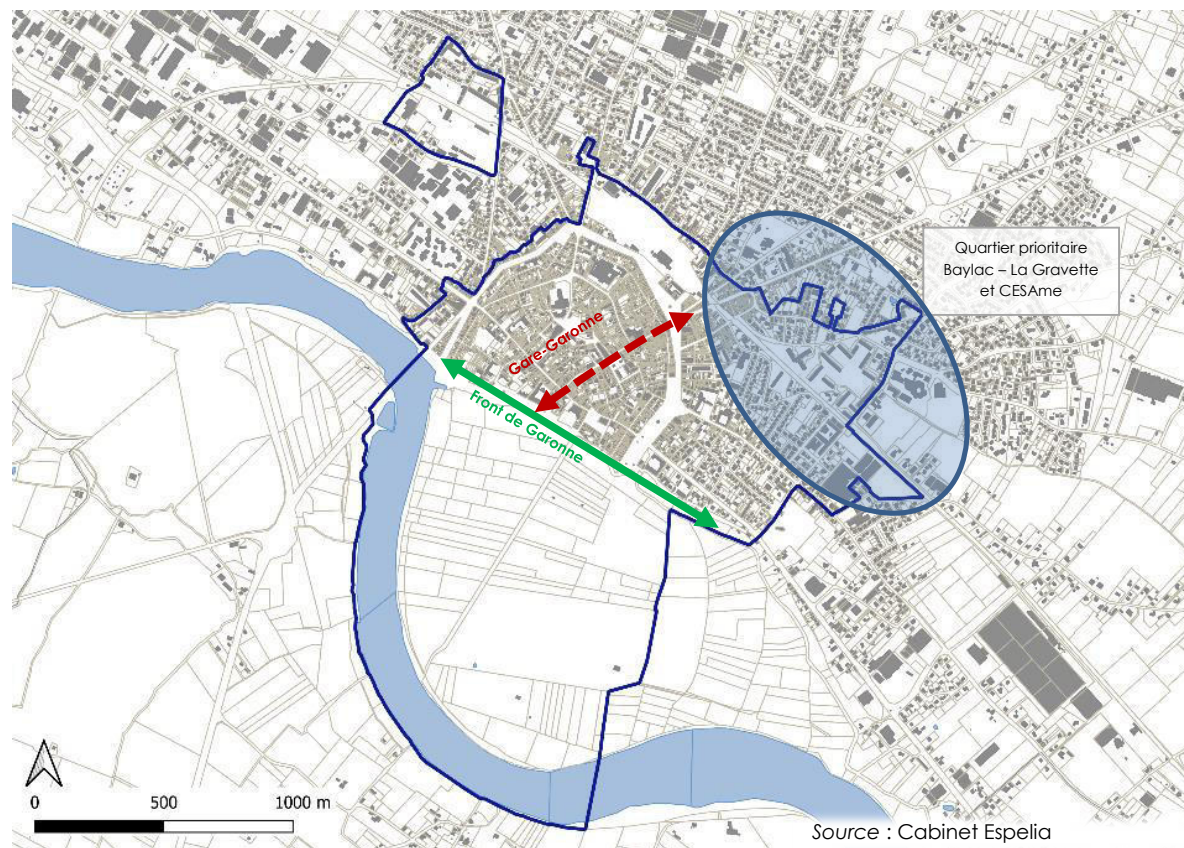 Quartier prioritaire
Baylac – La Gravette
et CESAme
Gare-Garonne
Front de Garonne
0 500 1000 m
Source : Cabinet Espelia